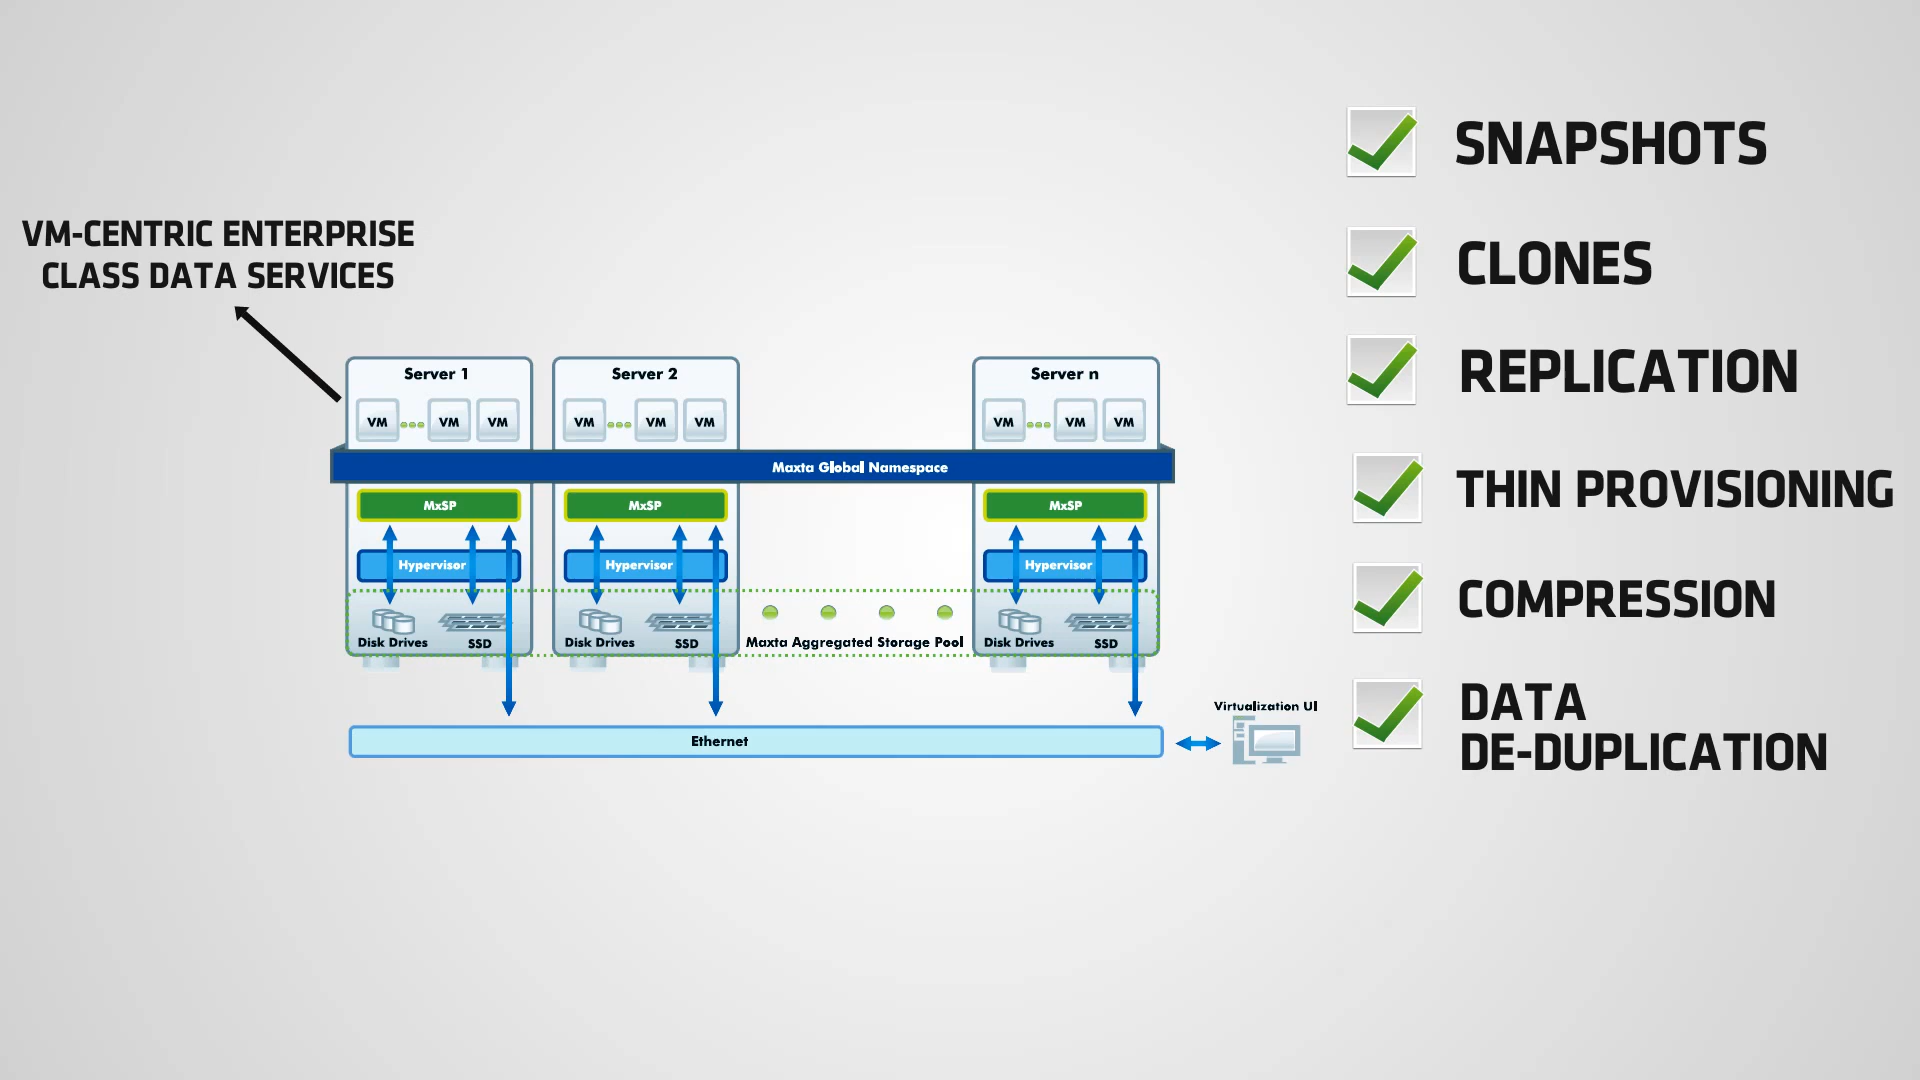 SNAPSHOTS
CLONES
VM-CENTRIC ENTERPRISE
CLASS DATA SERVICES
REPLICATION
Server 1
Server 2
Server n
VM VM VM
VM VM VM
VM VM VM
Maxta Global Namespace
THIN PROVISIONING
MxSP
MxSP
MxSP
Hypervisor
Hypervisor
Hypervisor
COMPRESSION
Disk Drives SSD
Disk Drives SSD
Maxta Aggregated Storage Pool
Disk Drives SSD
Virtualization UI
Ethernet
DATA
DE-DUPLICATION